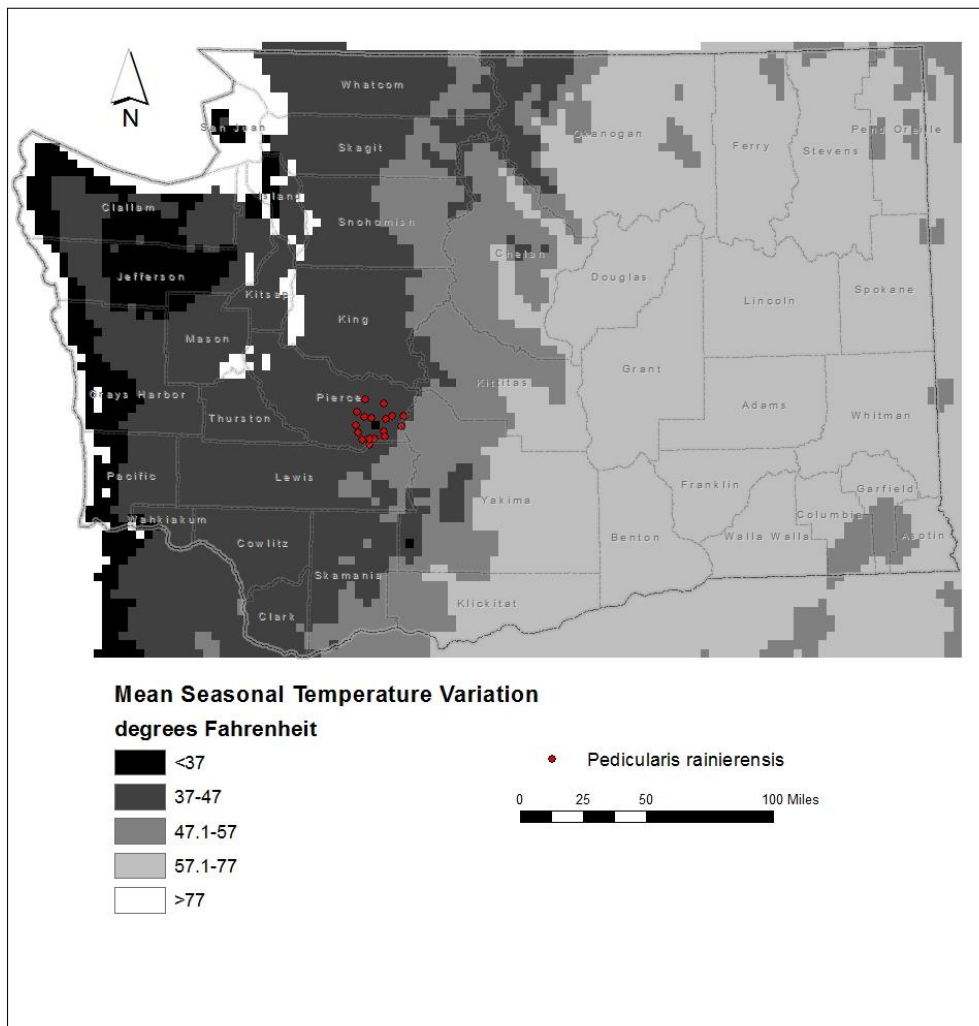 N
Whatcom
San Juan
Skagit
Okanogan
Ferry
Stevens
Pend Oreille
Island
Clallam
Snohomish
Chelan
Jefferson
Kitsap
Douglas
Lincoln
Spokane
King
Mason
Grant
Kittitas
Grays Harbor
Pierce
Thurston
Adams
Whitman
Pacific
Lewis
Yakima
Franklin
Garfield
Wahkiakum
Columbia
Cowlitz
Benton
Walla Walla
Asotin
Skamania
Clark
Klickitat
Mean Seasonal Temperature Variation
degrees Fahrenheit
<37
37-47
47.1-57
57.1-77
>77
Pedicularis rainierensis
0 25 50 100 Miles